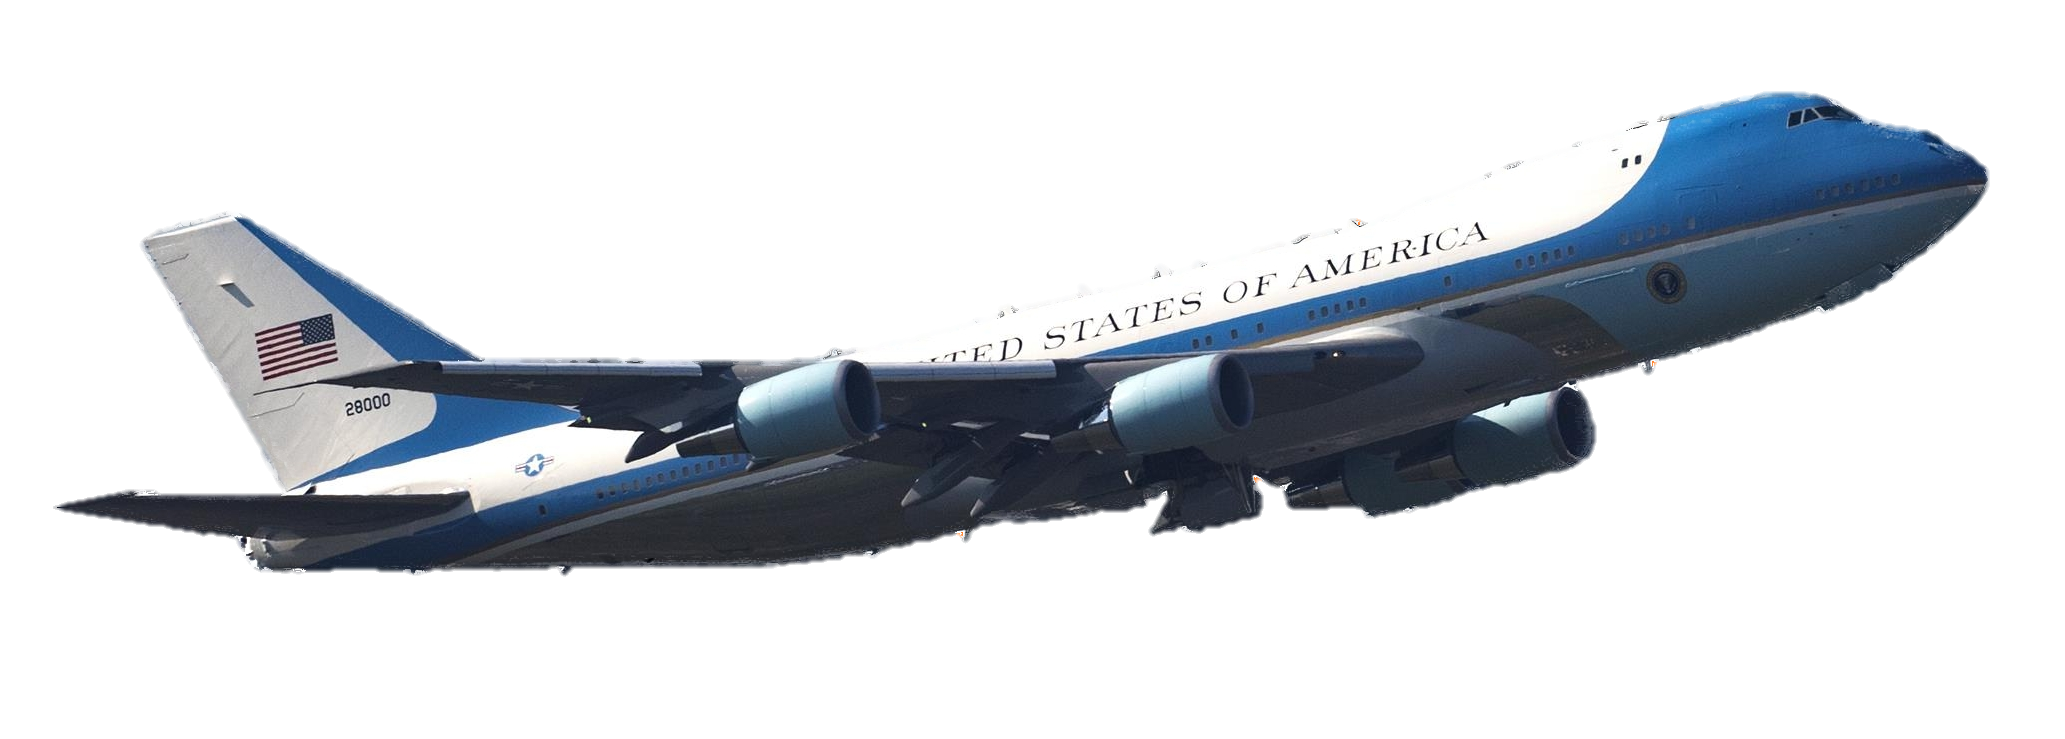 TED STATES OF AMERICA
28000